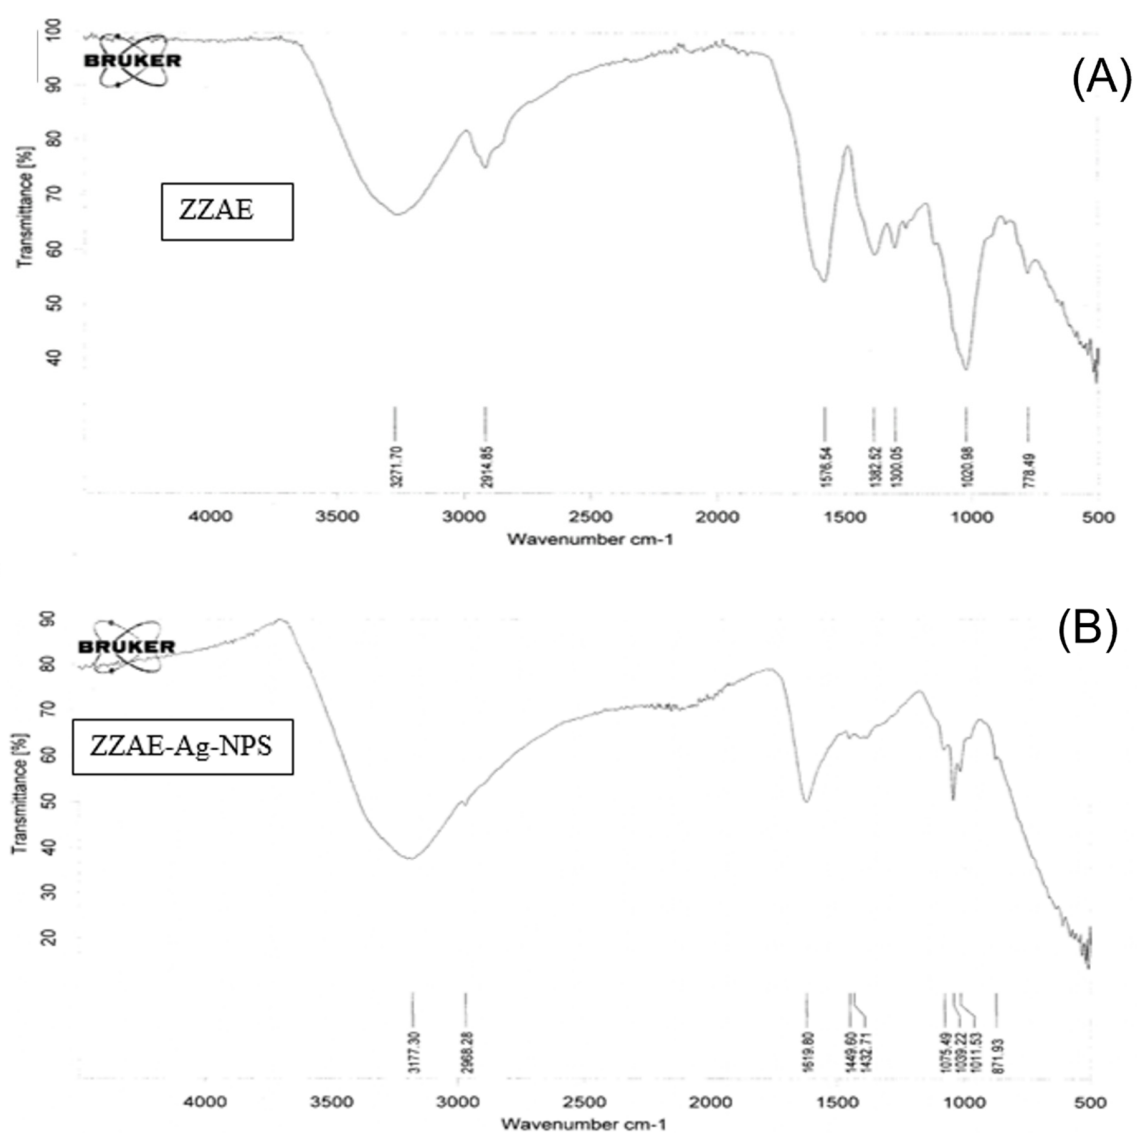 100
90
80
70
60
50
40
Transmittance [%]
BRUKER
(A)
ZZAE
3271.70
2914.85
1576.54
1382.52
1300.05
1020.98
778.49
4000 3500 3000 2500 2000 1500 1000 500
Wavenumber cm-1
90
80
70
60
50
40
30
20
Transmittance [%]
BRUKER
(B)
ZZAE-Ag-NPS
3177.30
2968.28
1619.80
1449.60
1432.71
1075.49
1039.22
1011.53
871.93
4000 3500 3000 2500 2000 1500 1000 500
Wavenumber cm-1